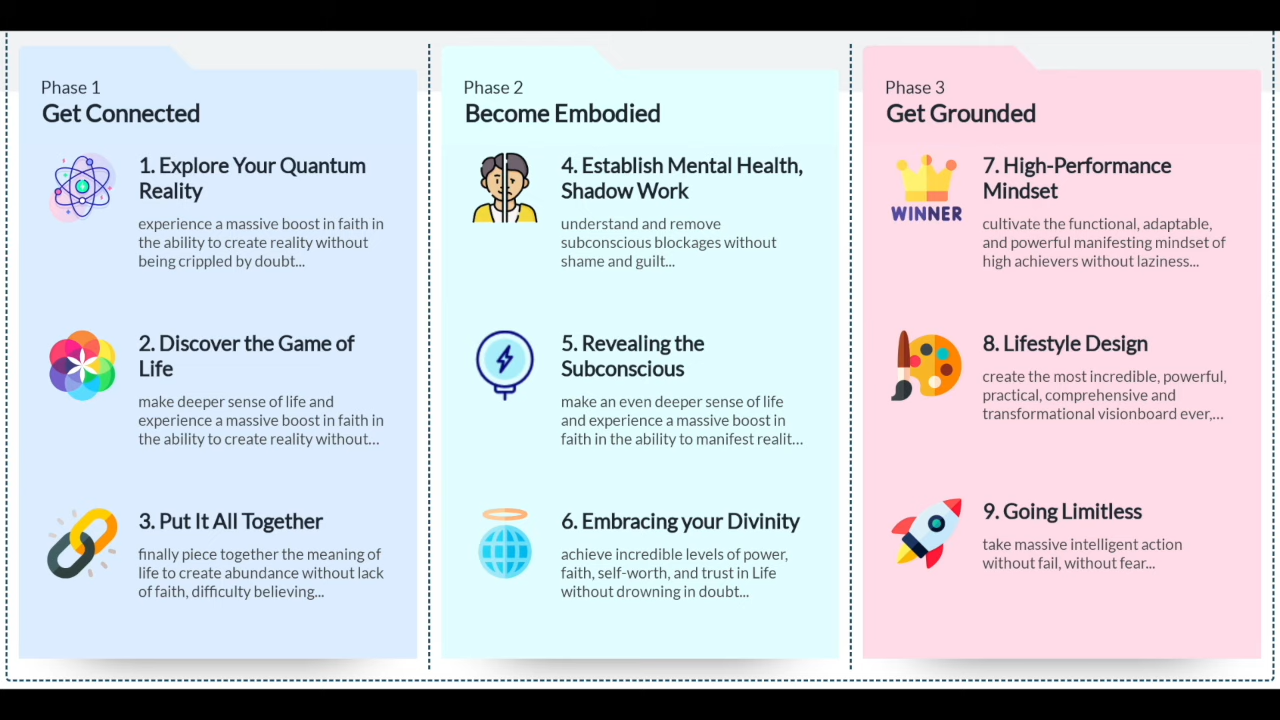 Phase 1
Get Connected
1. Explore Your Quantum
Reality
experience a massive boost in faith in
the ability to create reality without
being crippled by doubt...
2. Discover the Game of
Life
make deeper sense of life and
experience a massive boost in faith in
the ability to create reality without...
3. Put It All Together
finally piece together the meaning of
life to create abundance without lack
of faith, difficulty believing...
Phase 2
Become Embodied
4. Establish Mental Health,
Shadow Work
understand and remove
subconscious blockages without
shame and guilt...
5. Revealing the
Subconscious
make an even deeper sense of life
and experience a massive boost in
faith in the ability to manifest realit...
6. Embracing your Divinity
achieve incredible levels of power,
faith, self-worth, and trust in Life
without drowning in doubt...
Phase 3
Get Grounded
WINNER
7. High-Performance
Mindset
cultivate the functional, adaptable,
and powerful manifesting mindset of
high achievers without laziness...
8. Lifestyle Design
create the most incredible, powerful,
practical, comprehensive and
transformational visionboard ever,...
9. Going Limitless
take massive intelligent action
without fail, without fear...